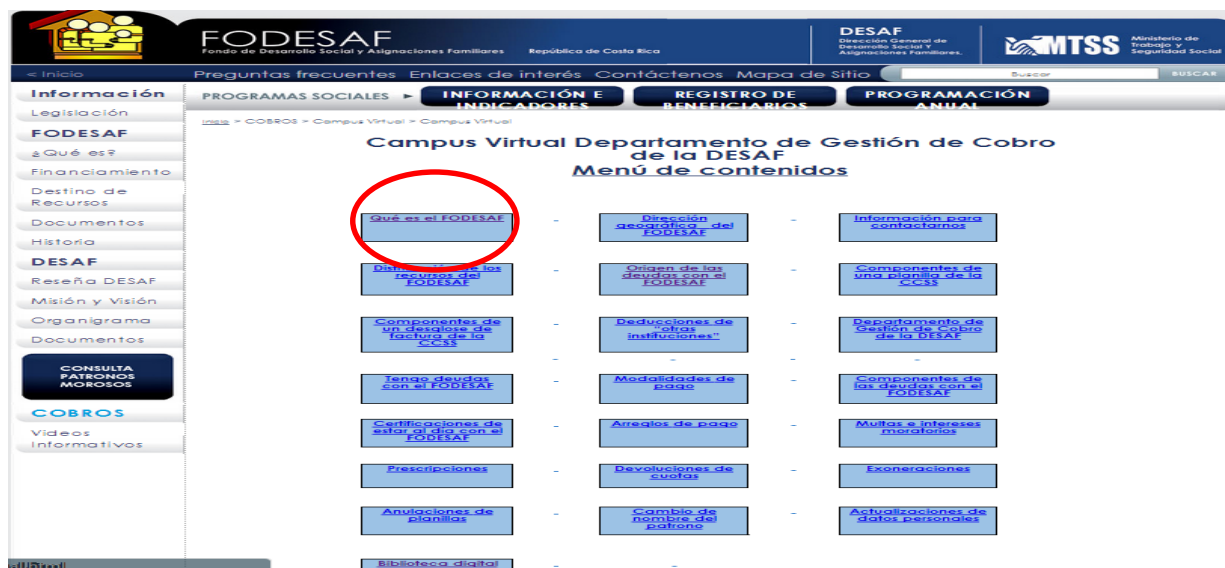 FODESAF
Fondo de Desarrollo Social y Asignaciones Familiares
República de Costa Rica
DESAF
Dirección General de
Desarrollo Social Y
Asignaciones Familiares.
MTSS
Ministerio de
Trabajo y
Seguridad Social
< Inicio
Preguntas frecuentes Enlaces de interés Contáctenos Mapa de Sitio
Buscar
BUSCAR
Información
Legislación
FODESAF
¿Qué es?
Financiamiento
Destino de
Recursos
Documentos
Historia
DESAF
Reseña DESAF
Misión y Visión
Organigrama
Documentos
CONSULTA
PATRONOS
MOROSOS
COBROS
Videos
Informativos
PROGRAMAS SOCIALES ►
INFORMACIÓN E
INDICADORES
REGISTRO DE
BENEFICIARIOS
PROGRAMACIÓN
ANUAL
Inicio > COBROS > Campus Virtual > Campus Virtual
Campus Virtual Departamento de Gestión de Cobro
de la DESAF
Menú de contenidos
Qué es el FODESAF
Dirección
geográfica del
FODESAF
Información para
contactarnos
Distribución de los
recursos del
FODESAF
Origen de las
deudas con el
FODESAF
Componentes de
una planilla de la
CCSS
Componentes de
un desglose de
factura de la
CCSS
Deducciones de
"otras
instituciones"
Departamento de
Gestión de Cobro
de la DESAF
Tengo deudas
con el FODESAF
Modalidades de
pago
Componentes de
las deudas con el
FODESAF
Certificaciones de
estar al día con el
FODESAF
Arreglos de pago
Multas e intereses
moratorios
Prescripciones
Devoluciones de
cuotas
Exoneraciones
Anulaciones de
planillas
Cambio de
nombre del
patrono
Actualizaciones de
datos personales
Biblioteca digital